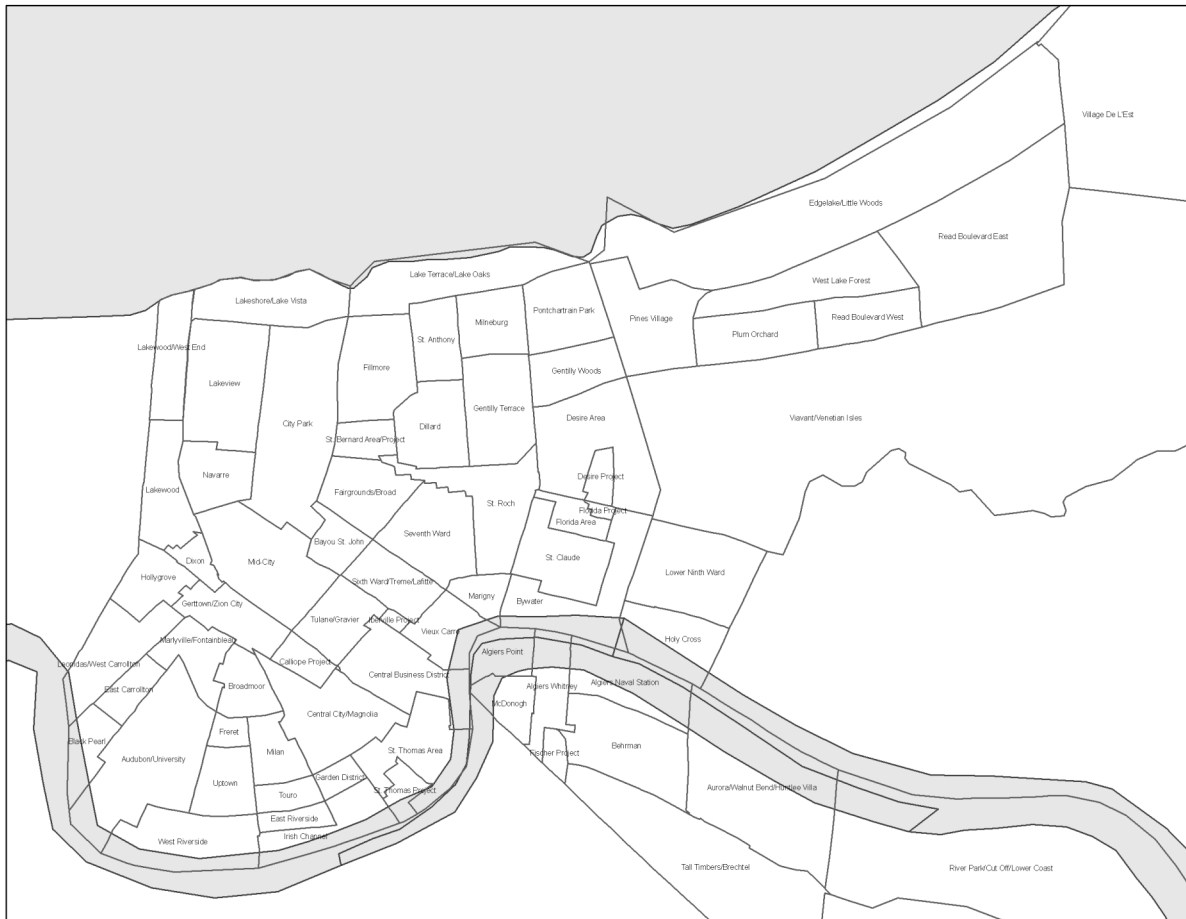 Village De L'Est
Edgelake/Little Woods
Read Boulevard East
Lake Terrace/Lake Oaks
West Lake Forest
Lakeshore/Lake Vista
Pontchartrain Park
Milneburg
Pines Village
Read Boulevard West
Plum Orchard
St. Anthony
Lakewood/West End
Lakeview
Fillmore
Gentilly Woods
Gentilly Terrace
Desire Area
Viavant/Venetian Isles
City Park
Dillard
St. Bernard Area/Project
Navarre
Desire Project
Lakewood
Fairgrounds/Broad
St. Roch
Florida Project
Florida Area
Seventh Ward
Bayou St. John
St. Claude
Dixon
Mid-City
Lower Ninth Ward
Hollygrove
Sixth Ward/Treme/Lafitte
Marigny
Bywater
Gerttown/Zion City
Tulane/Gravier
Iberville Project
Vieux Carre
Marlyville/Fontainbleau
Holy Cross
Algiers Point
Leonidas/West Carrollton
Calliope Project
Central Business District
East Carrollton
Broadmoor
Algiers Whitney
Algiers Naval Station
McDonogh
Central City/Magnolia
Freret
Black Pearl
Milan
St. Thomas Area
Fischer Project
Behrman
Audubon/University
Garden District
Uptown
Touro
St. Thomas Project
Aurora/Walnut Bend/Huntlee Villa
East Riverside
Irish Channel
West Riverside
Tall Timbers/Brechtel
River Park/Cut Off/Lower Coast